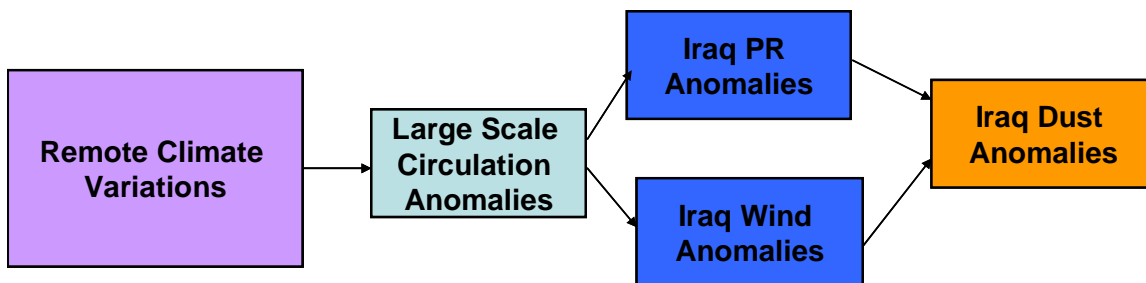 Remote Climate
Variations
Large Scale
Circulation
Anomalies
Iraq PR
Anomalies
Iraq Wind
Anomalies
Iraq Dust
Anomalies